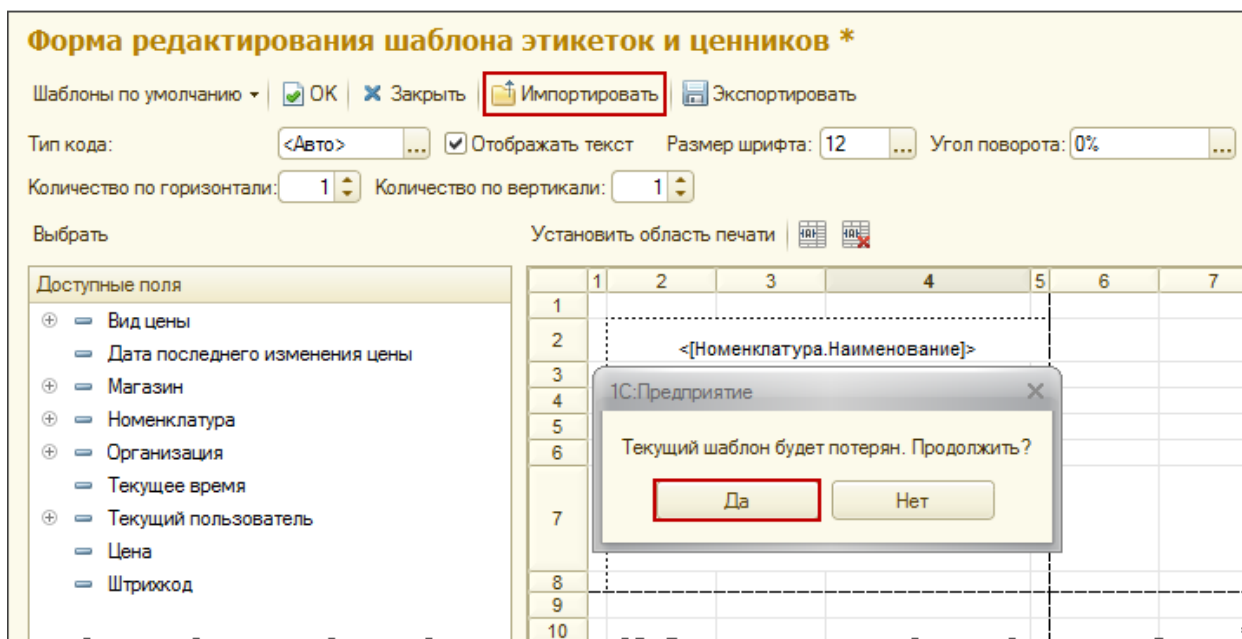 Форма редактирования шаблона этикеток и ценников *
Шаблоны по умолчанию ОК Закрыть Импортировать Экспортировать
Тип кода: <Авто> ... Отображать текст Размер шрифта: 12 ... Угол поворота: 0% ...
Количество по горизонтали: 1 Количество по вертикали: 1
Выбрать Установить область печати
Доступные поля 1 2 3 4 5 6 7
1
Вид цены
2 <[Номенклатура.Наименование]>
Дата последнего изменения цены
3
Магазин 1С:Предприятие
4
Номенклатура
5
Организация 6 Текущий шаблон будет потерян. Продолжить?
Текущее время Да Нет
Текущий пользователь 7
Цена
Штрихкод 8
9
10